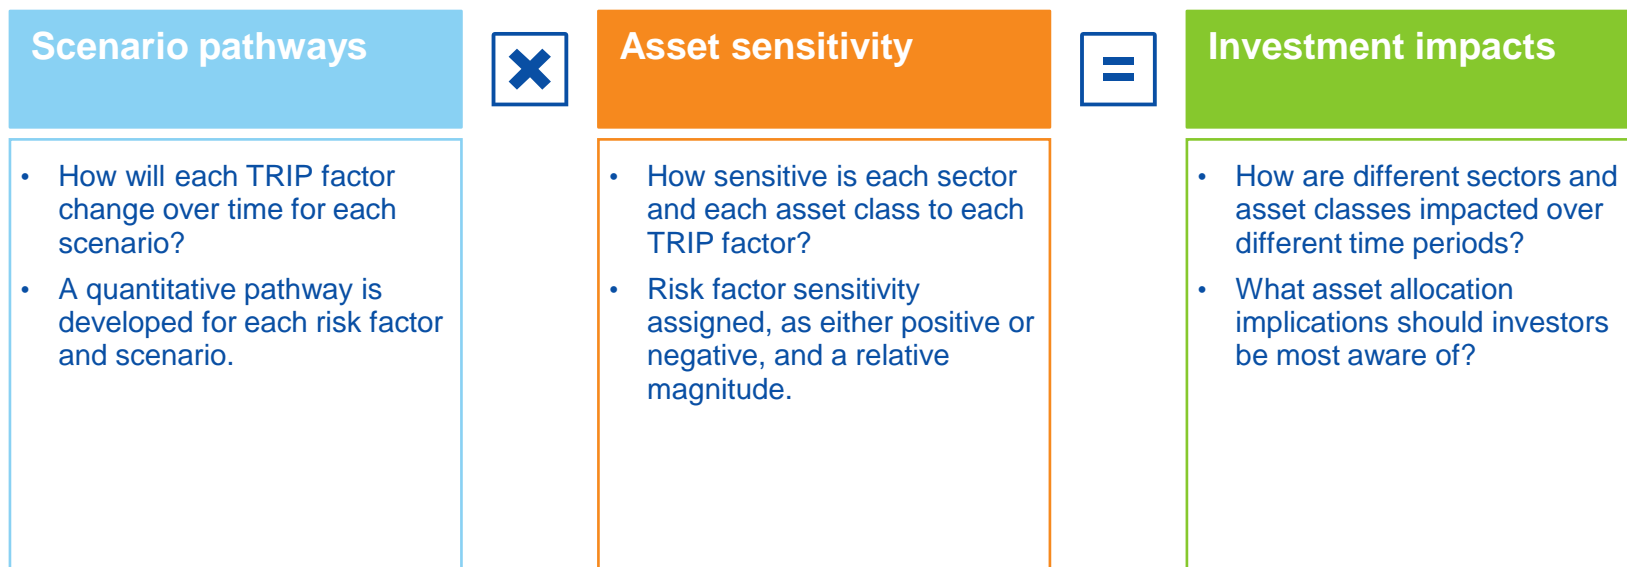 Scenario pathways
• How will each TRIP factor
change over time for each
scenario?
• A quantitative pathway is
developed for each risk factor
and scenario.
×
Asset sensitivity
• How sensitive is each sector
and each asset class to each
TRIP factor?
• Risk factor sensitivity
assigned, as either positive or
negative, and a relative
magnitude.
=
Investment impacts
• How are different sectors and
asset classes impacted over
different time periods?
• What asset allocation
implications should investors
be most aware of?